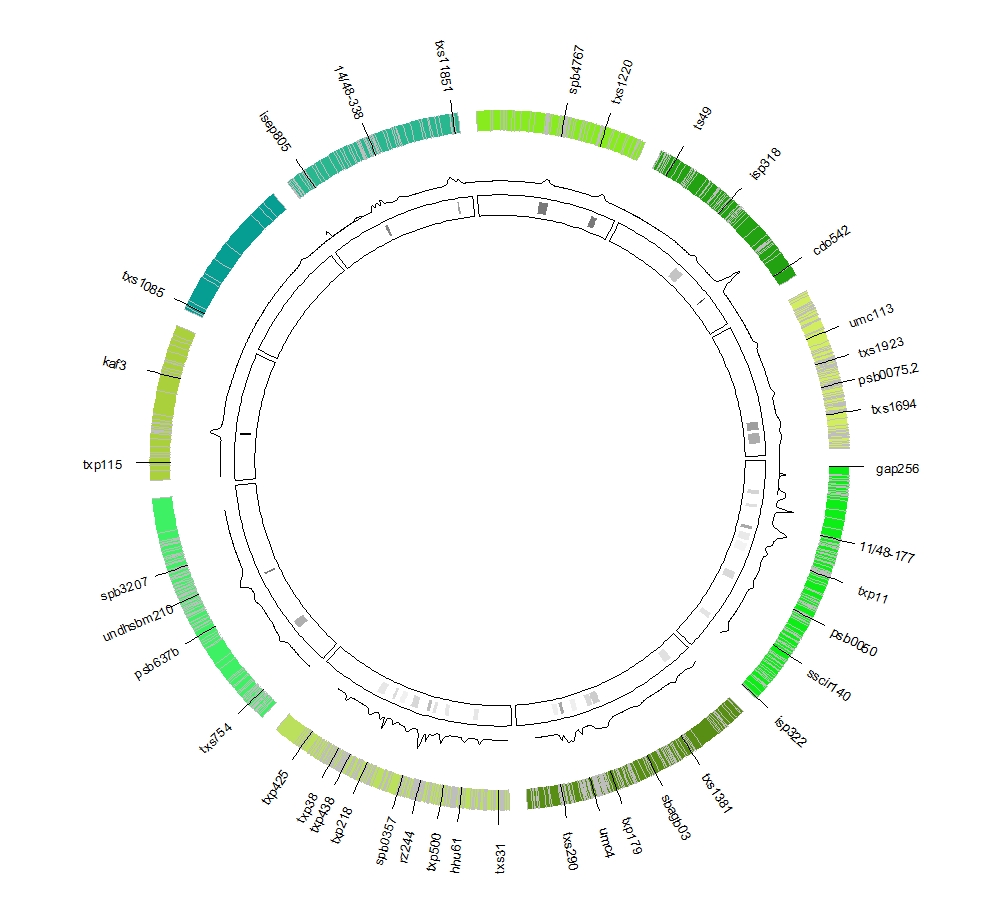 spb4767
txs1220
ts49
isp318
cdo542
umc113
txs1923
psb0075.2
txs1694
gap256
11/48-177
txp11
psb0050
sscir140
isp322
txs1381
sbagb03
txp179
umc4
txs290
txs31
hhu61
txp500
rz244
spb0357
txp218
txp438
txp38
txp425
txs754
psb637b
undhsbm210
spb3207
txp115
kaf3
txs1085
isep805
14/48-338
txs11851